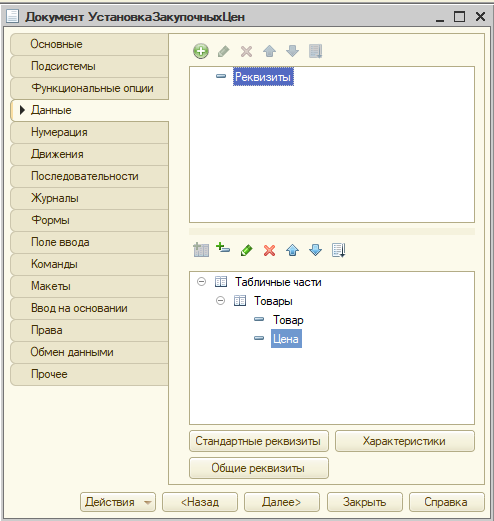 Документ УстановкаЗакупочныхЦен
Основные
Подсистемы
Функциональные опции
Данные
Нумерация
Движения
Последовательности
Журналы
Формы
Поле ввода
Команды
Макеты
Ввод на основании
Права
Обмен данными
Прочее
Реквизиты
Табличные части
Товары
Товар
Цена
Стандартные реквизиты
Характеристики
Общие реквизиты
Действия
<Назад
Далее>
Закрыть
Справка